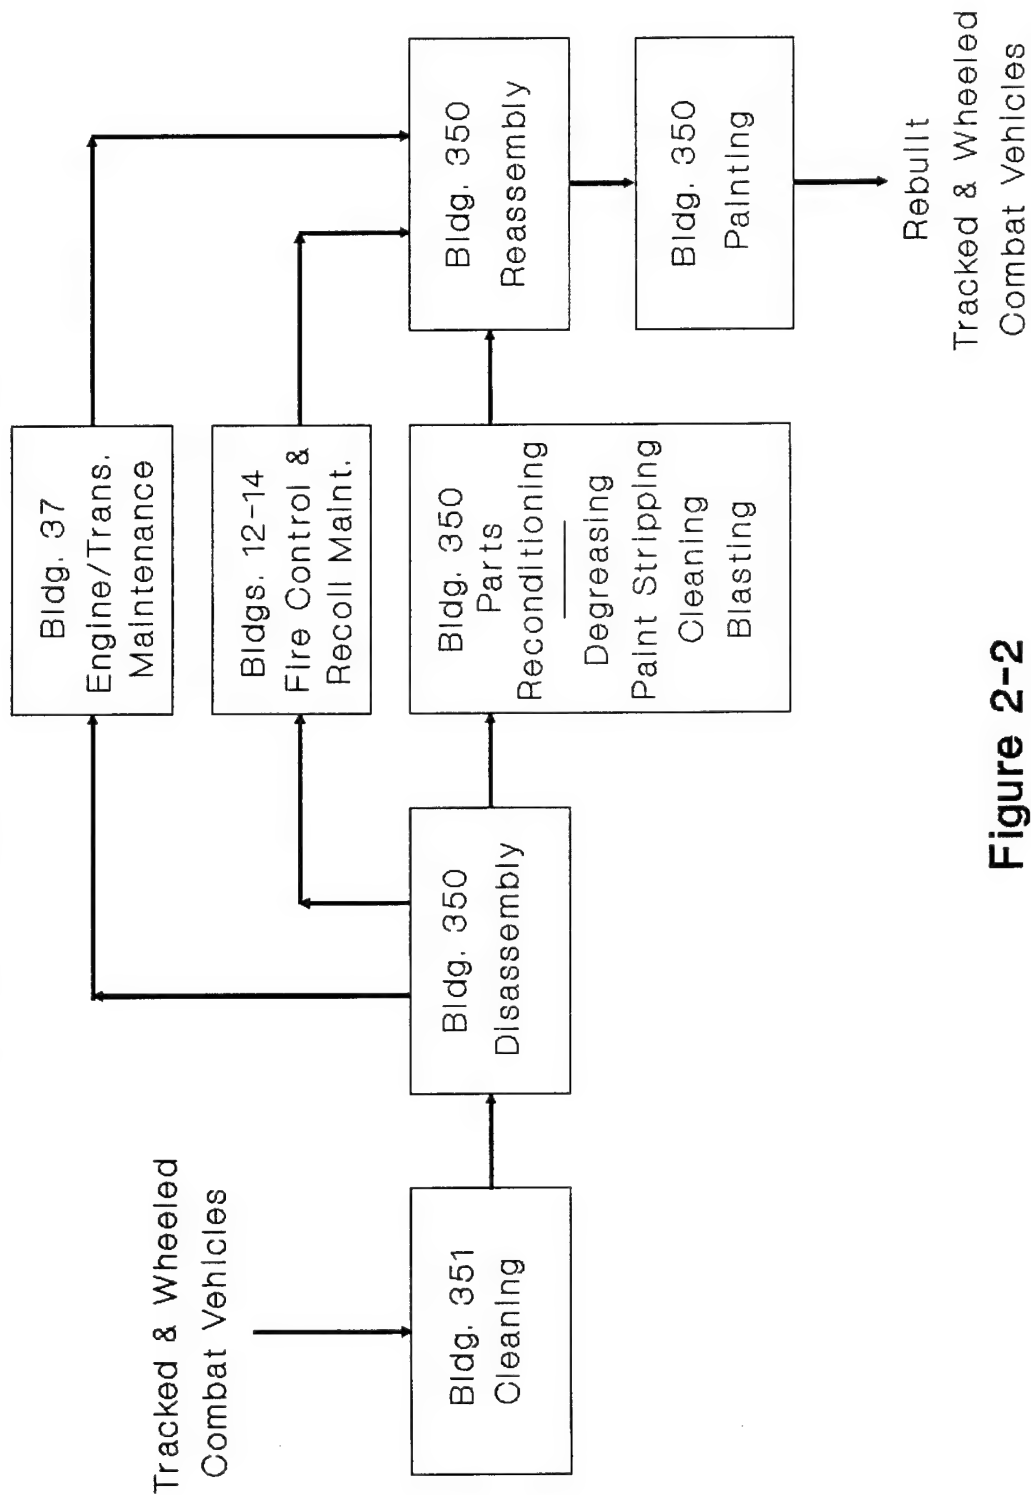 Tracked & Wheeled
Combat Vehicles
Bldg. 351
Cleaning
Bldg. 350
Disassembly
Bldg. 37
Engine/Trans.
Maintenance
Bldgs. 12-14
Fire Control &
Recoil Maint.
Bldg. 350
Parts
Reconditioning
Degreasing
Paint Stripping
Cleaning
Blasting
Bldg. 350
Reassembly
Bldg. 350
Painting
Rebuilt
Tracked & Wheeled
Combat Vehicles
Figure 2-2